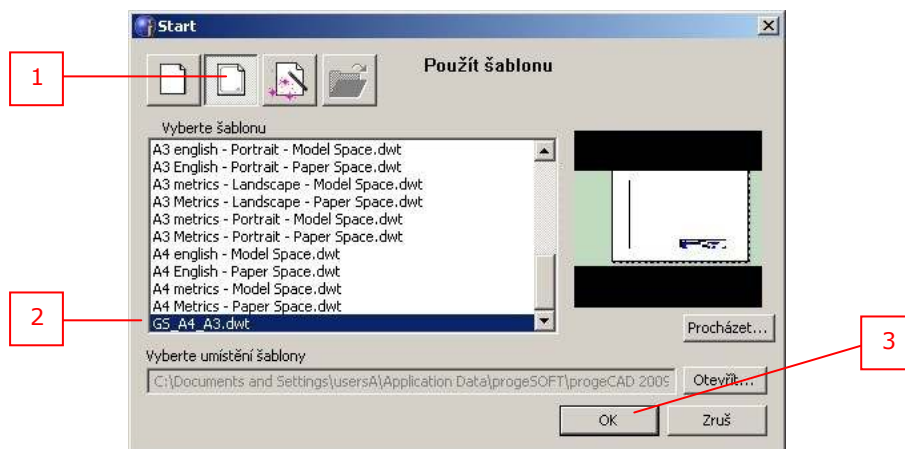 Start
1
Použít šablonu
Vyberte šablonu
A3 english - Portrait - Model Space.dwt
A3 English - Portrait - Paper Space.dwt
A3 metrics - Landscape - Model Space.dwt
A3 Metrics - Landscape - Paper Space.dwt
A3 metrics - Portrait - Model Space.dwt
A3 Metrics - Portrait - Paper Space.dwt
A4 english - Model Space.dwt
A4 English - Paper Space.dwt
A4 metrics - Model Space.dwt
A4 Metrics - Paper Space.dwt
2
GS_A4_A3.dwt
Procházet...
3
Vyberte umístění šablony
C:\Documents and Settings\usersA\Application Data\progeSOFT\progeCAD 2009
Otevřít...
OK
Zruš